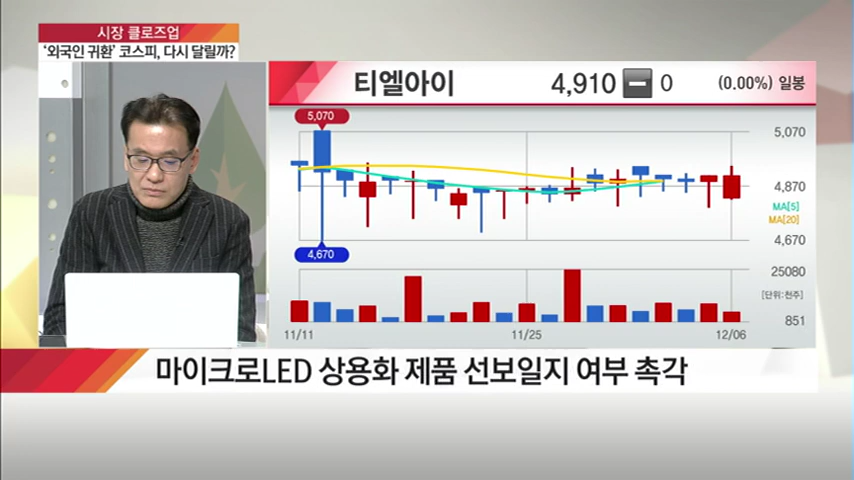 시장 클로즈업
‘외국인 귀환’ 코스피, 다시 달릴까?
티엘아이 4,910 0 (0.00%) 일봉
5,070
5,070
4,870
MA[5]
MA[20]
4,670
4,670
25080
[단위:천주]
851
11/11 11/25 12/06
마이크로LED 상용화 제품 선보일지 여부 촉각